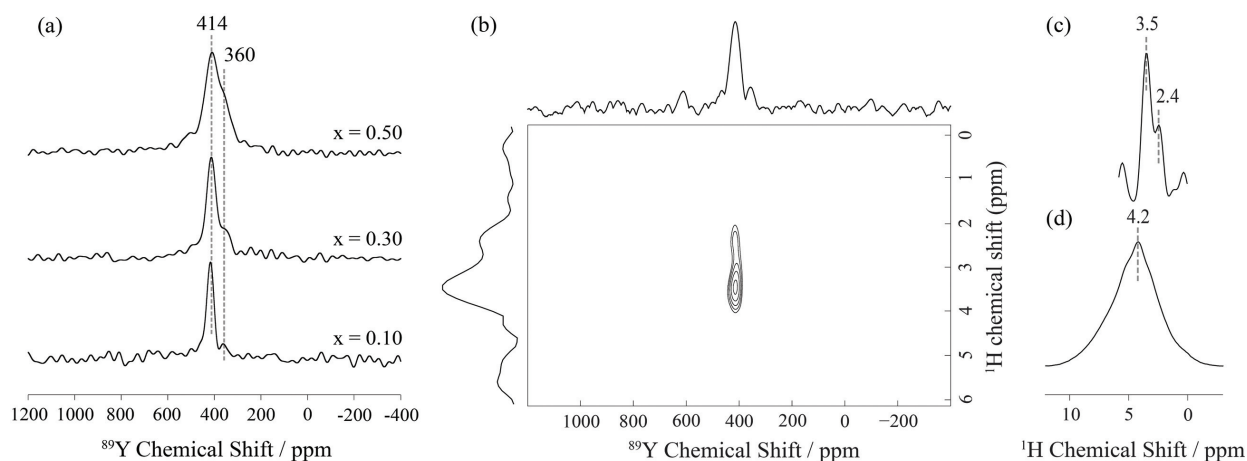 (a)
414
360
x = 0.50
x = 0.30
x = 0.10
1200 1000 800 600 400 200 0 -200 -400
⁸⁹Y Chemical Shift / ppm
(b)
0
1
2
3
4
5
6
¹H chemical shift (ppm)
1000 800 600 400 200 0 −200
⁸⁹Y Chemical Shift / ppm
(c)
3.5
2.4
(d)
4.2
10 5 0
¹H Chemical Shift / ppm